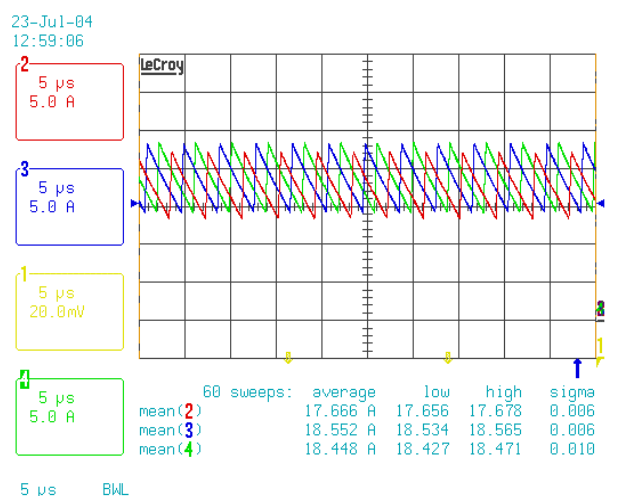 23-Jul-04
12:59:06
LeCroy
2
5 µs
5.0 A
3
5 µs
5.0 A
1
5 µs
20.0mV
4
5 µs
5.0 A
1
60 sweeps: average low high sigma
mean(2) 17.666 A 17.656 17.678 0.006
mean(3) 18.552 A 18.534 18.565 0.006
mean(4) 18.448 A 18.427 18.471 0.010
5 µs BWL